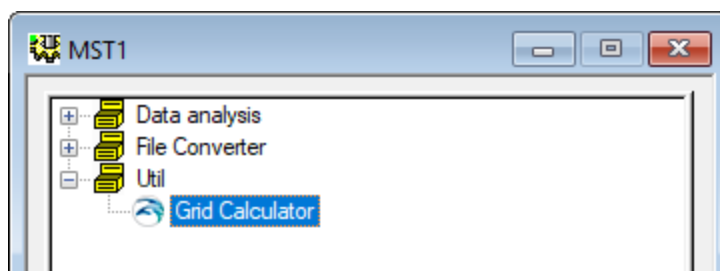 MST1
Data analysis
File Converter
Util
Grid Calculator